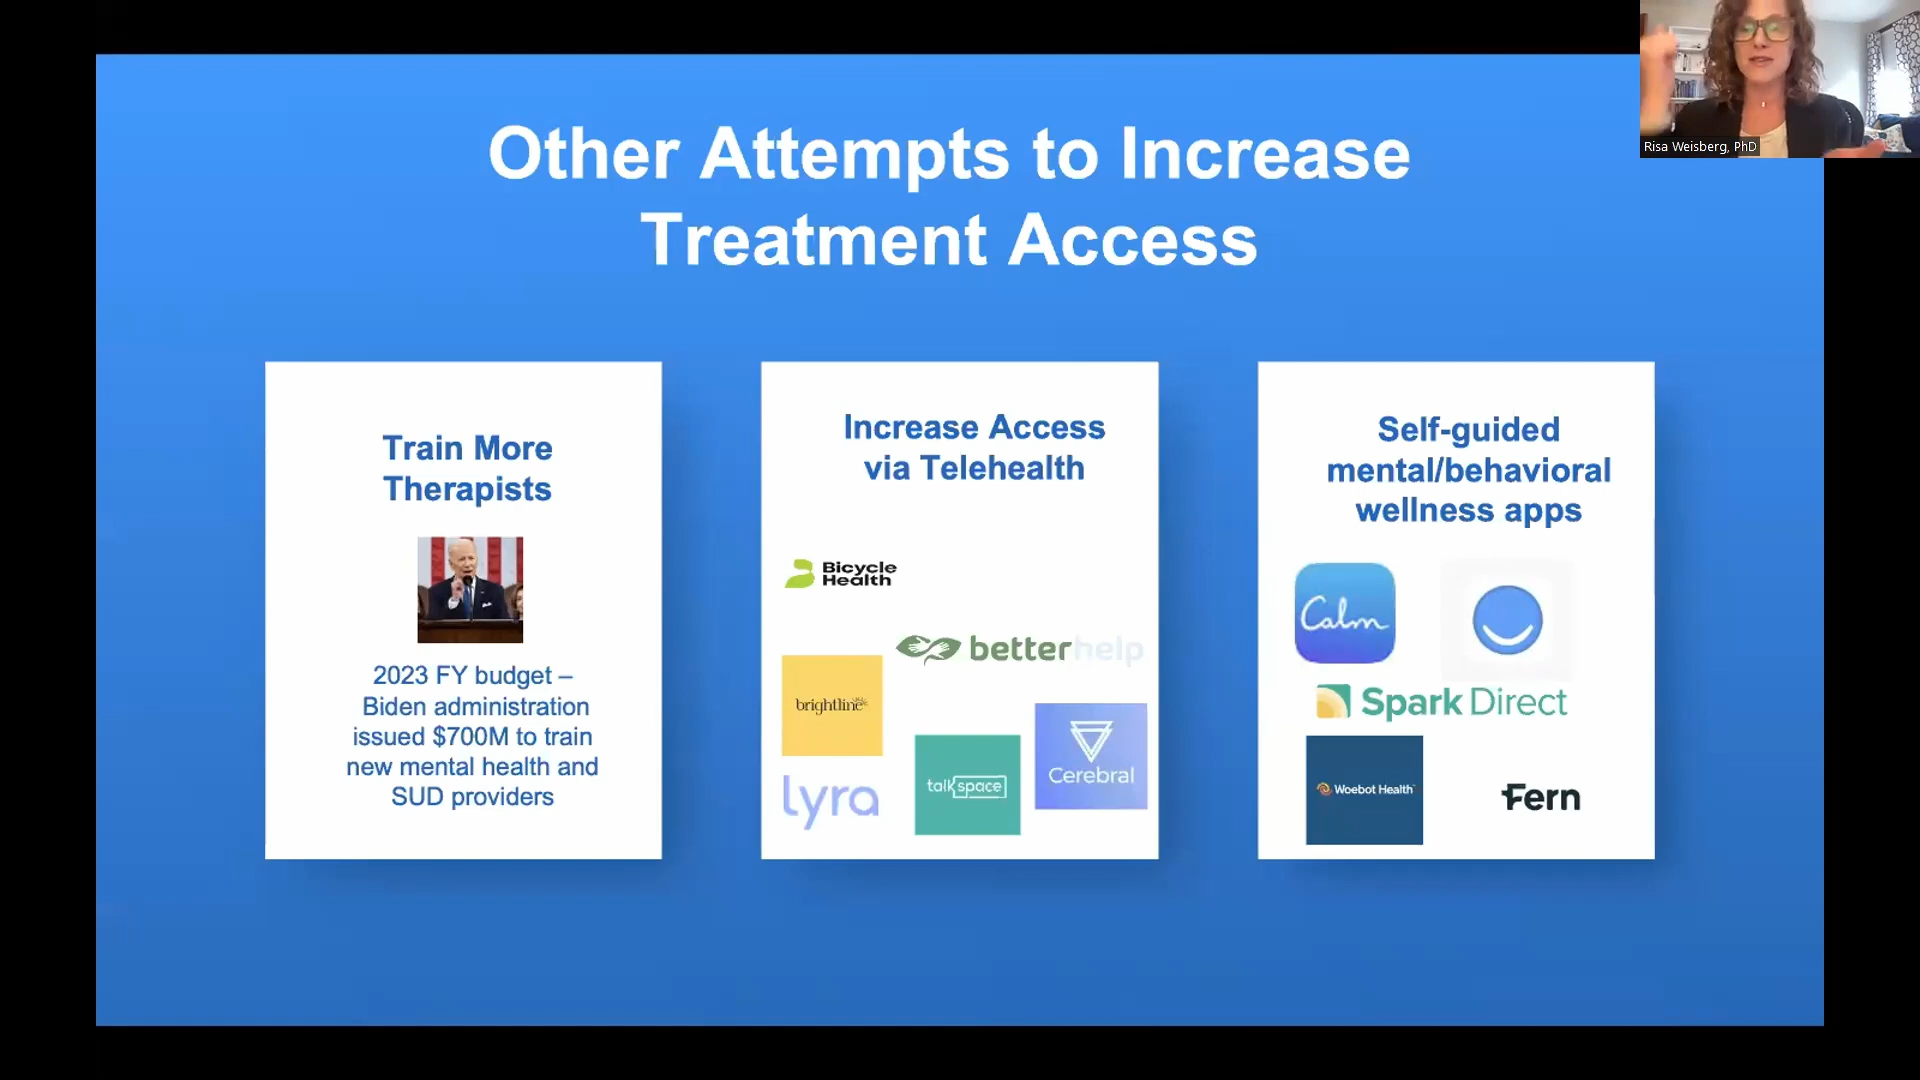 Risa Weisberg, PhD
Other Attempts to Increase
Treatment Access
Train More
Therapists
2023 FY budget –
Biden administration
issued $700M to train
new mental health and
SUD providers
Increase Access
via Telehealth
Bicycle
Health
betterhelp
brightline
lyra
talkspace
Cerebral
Self-guided
mental/behavioral
wellness apps
Calm
Spark Direct
Woebot Health
Fern